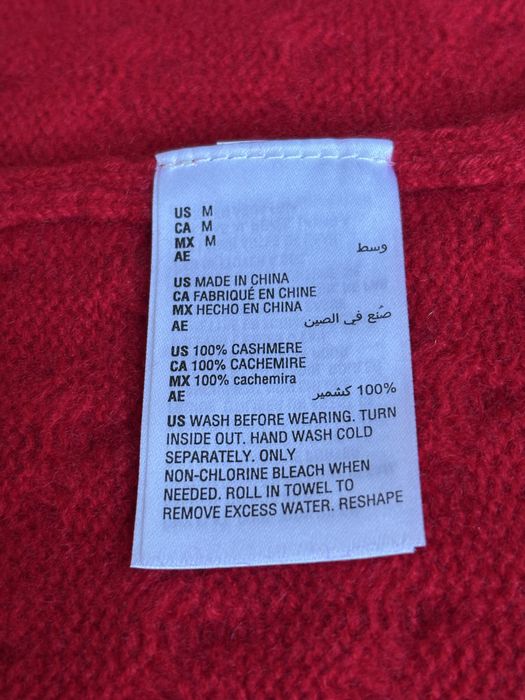 US M
CA M
MX M
AE وسط
US MADE IN CHINA
CA FABRIQUÉ EN CHINE
MX HECHO EN CHINA
AE صُنع في الصين
US 100% CASHMERE
CA 100% CACHEMIRE
MX 100% cachemira
AE 100% كشمير
US WASH BEFORE WEARING. TURN
INSIDE OUT. HAND WASH COLD
SEPARATELY. ONLY
NON-CHLORINE BLEACH WHEN
NEEDED. ROLL IN TOWEL TO
REMOVE EXCESS WATER. RESHAPE